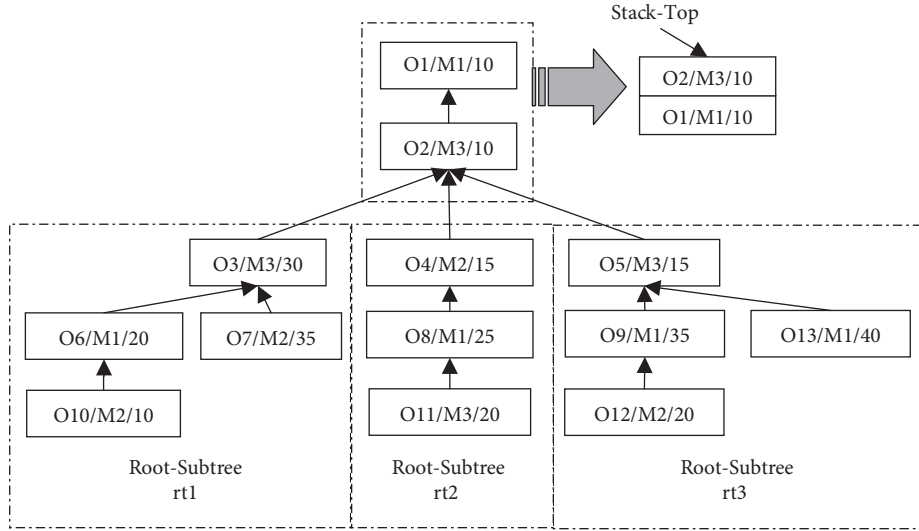 Stack-Top
O1/M1/10
O2/M3/10
O2/M3/10
O1/M1/10
O3/M3/30
O4/M2/15
O5/M3/15
O6/M1/20
O7/M2/35
O8/M1/25
O9/M1/35
O13/M1/40
O10/M2/10
O11/M3/20
O12/M2/20
Root-Subtree
rt1
Root-Subtree
rt2
Root-Subtree
rt3